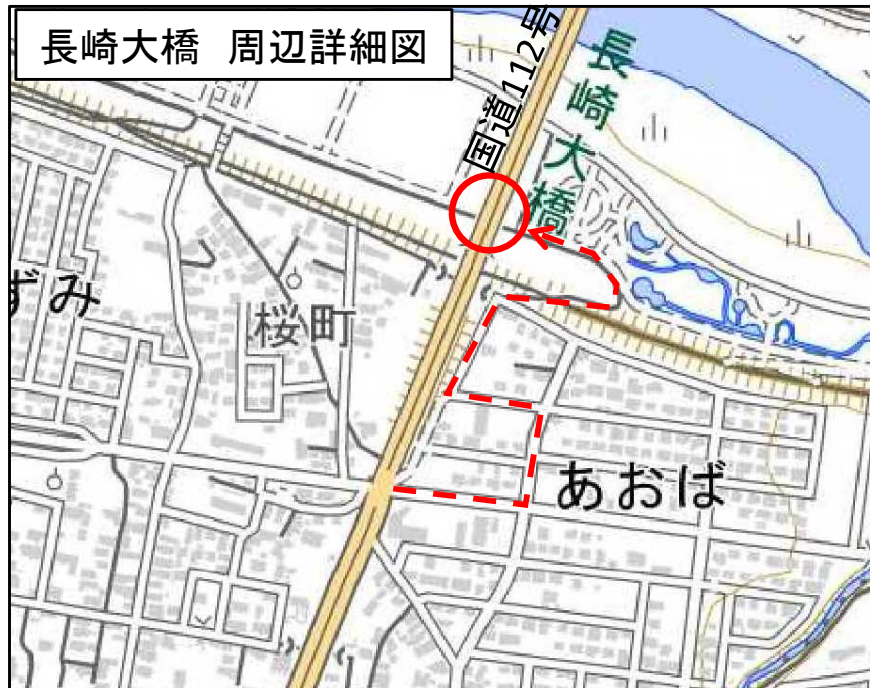 長崎大橋 周辺詳細図
国道112号
長崎大橋
ずみ
桜町
あおば